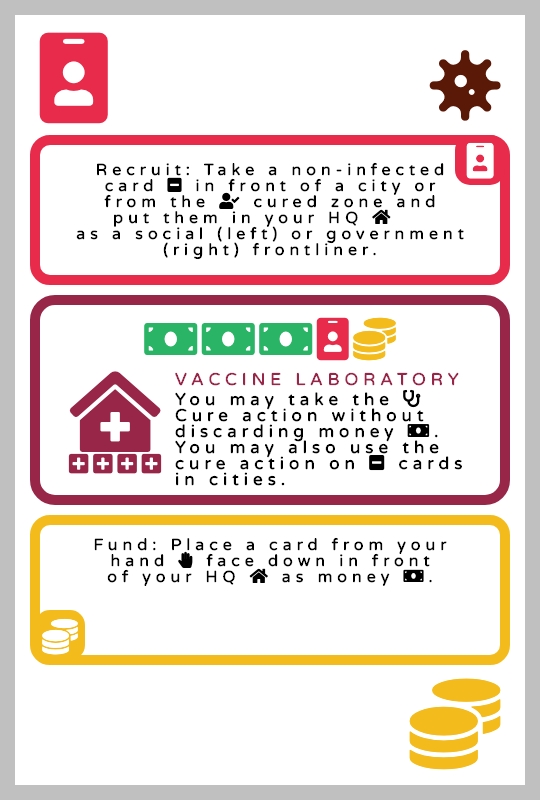 Recruit: Take a non-infected
card in front of a city or
from the cured zone and
put them in your HQ
as a social (left) or government
(right) frontliner.
VACCINE LABORATORY
You may take the
Cure action without
discarding money .
You may also use the
cure action on cards
in cities.
Fund: Place a card from your
hand face down in front
of your HQ as money .